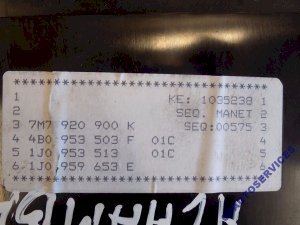 1 KE: 1035238 1
2 SEQ. MANET 2
3 7M7 920 900 K SEQ:00575 3
4 4B0 953 503 F 01C 4
5 1J0 953 513 01C 5
6 1J0 959 653 E 6
AUTOSERVICES